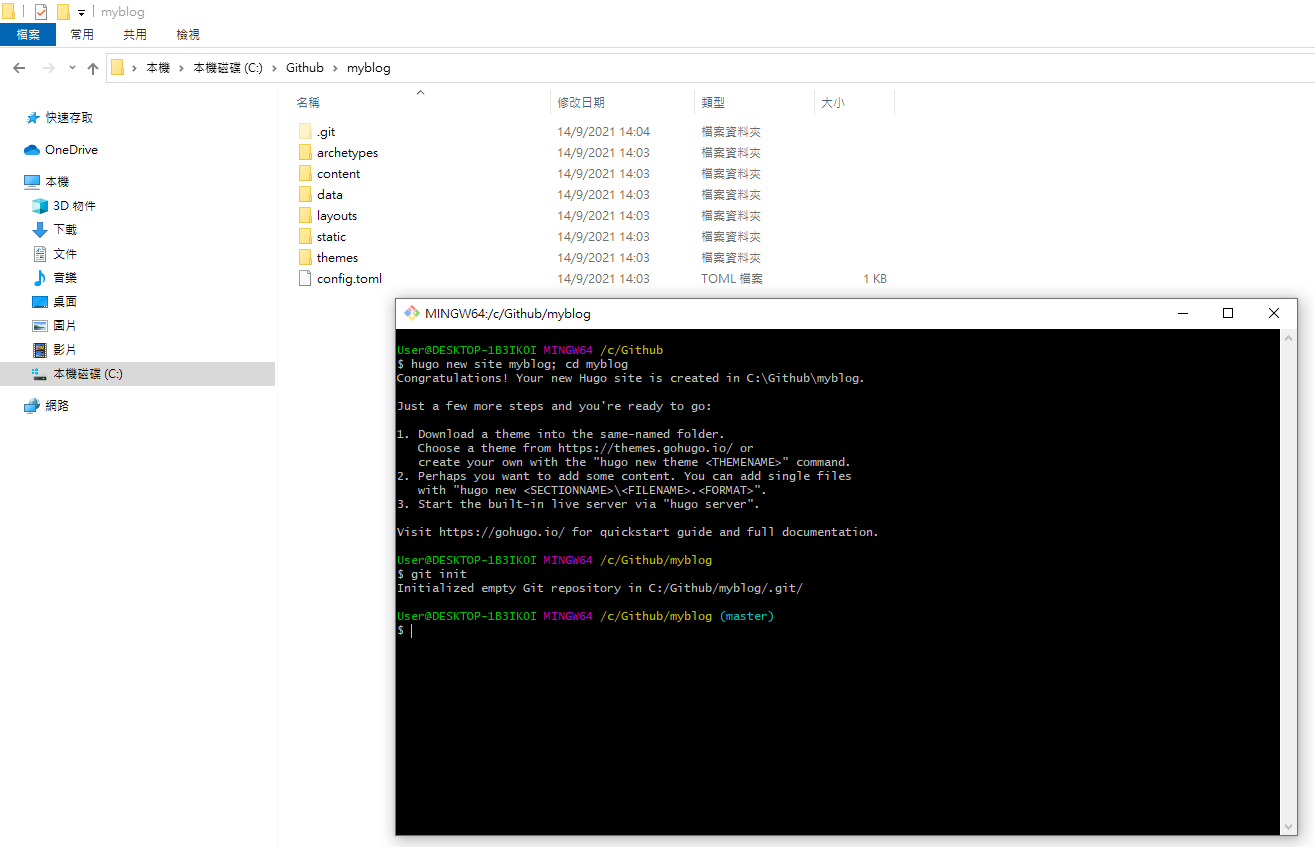 myblog
檔案 常用 共用 檢視
本機 本機磁碟 (C:) Github myblog
快速存取
OneDrive
本機
3D 物件
下載
文件
音樂
桌面
圖片
影片
本機磁碟 (C:)
網路
名稱 修改日期 類型 大小
.git 14/9/2021 14:04 檔案資料夾
archetypes 14/9/2021 14:03 檔案資料夾
content 14/9/2021 14:03 檔案資料夾
data 14/9/2021 14:03 檔案資料夾
layouts 14/9/2021 14:03 檔案資料夾
static 14/9/2021 14:03 檔案資料夾
themes 14/9/2021 14:03 檔案資料夾
config.toml 14/9/2021 14:03 TOML 檔案 1 KB
MINGW64:/c/Github/myblog
User@DESKTOP-1B3IKOI MINGW64 /c/Github
$ hugo new site myblog; cd myblog
Congratulations! Your new Hugo site is created in C:\Github\myblog.
Just a few more steps and you're ready to go:
1. Download a theme into the same-named folder.
Choose a theme from https://themes.gohugo.io/ or
create your own with the "hugo new theme <THEMENAME>" command.
2. Perhaps you want to add some content. You can add single files
with "hugo new <SECTIONNAME>\<FILENAME>.<FORMAT>".
3. Start the built-in live server via "hugo server".
Visit https://gohugo.io/ for quickstart guide and full documentation.
User@DESKTOP-1B3IKOI MINGW64 /c/Github/myblog
$ git init
Initialized empty Git repository in C:/Github/myblog/.git/
User@DESKTOP-1B3IKOI MINGW64 /c/Github/myblog (master)
$